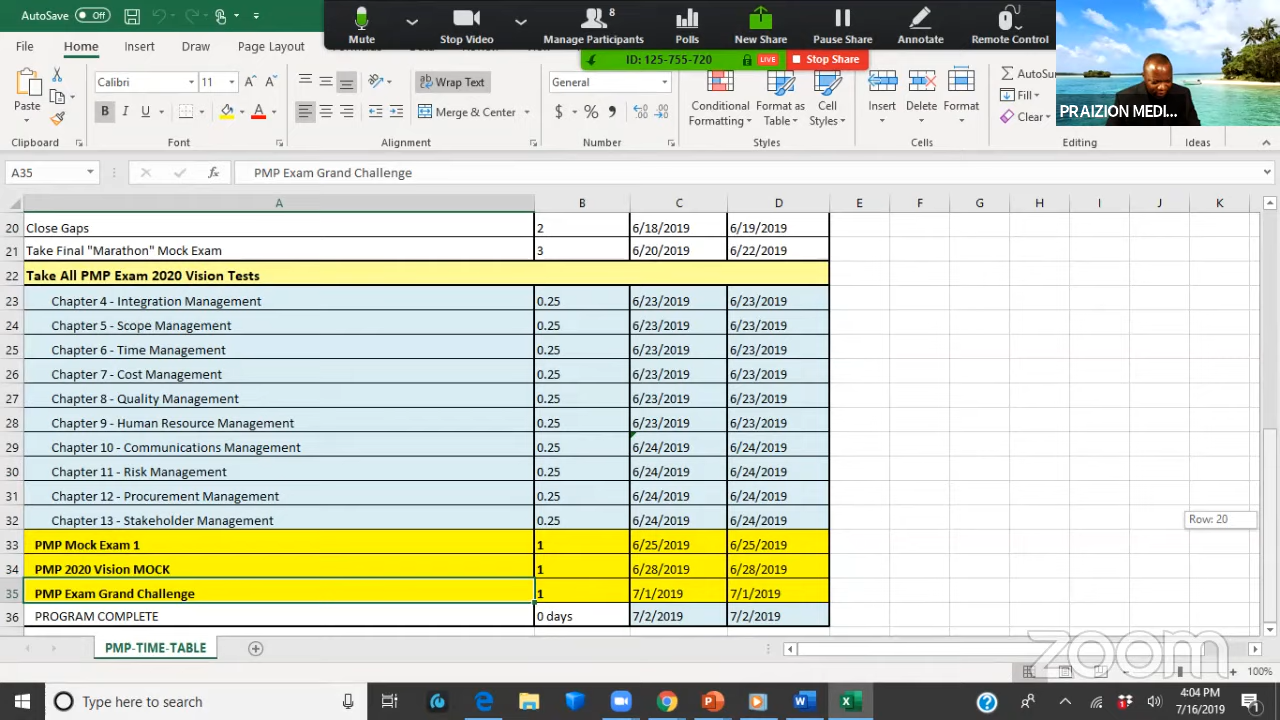 AutoSave Off
Mute
Stop Video
8
Manage Participants
Polls
New Share
Pause Share
Annotate
Remote Control
ID: 125-755-720
LIVE
Stop Share
PRAIZION MEDI...
File
Home
Insert
Draw
Page Layout
Paste
Calibri
11
B I U
Wrap Text
Merge & Center
General
$ % ,
Conditional Formatting
Format as Table
Cell Styles
Insert
Delete
Format
AutoSu
Fill
Clear
Clipboard
Font
Alignment
Number
Styles
Cells
Editing
Ideas
A35
fx
PMP Exam Grand Challenge
A B C D E F G H I J K
20 Close Gaps 2 6/18/2019 6/19/2019
21 Take Final "Marathon" Mock Exam 3 6/20/2019 6/22/2019
22 Take All PMP Exam 2020 Vision Tests
23 Chapter 4 - Integration Management 0.25 6/23/2019 6/23/2019
24 Chapter 5 - Scope Management 0.25 6/23/2019 6/23/2019
25 Chapter 6 - Time Management 0.25 6/23/2019 6/23/2019
26 Chapter 7 - Cost Management 0.25 6/23/2019 6/23/2019
27 Chapter 8 - Quality Management 0.25 6/23/2019 6/23/2019
28 Chapter 9 - Human Resource Management 0.25 6/23/2019 6/23/2019
29 Chapter 10 - Communications Management 0.25 6/24/2019 6/24/2019
30 Chapter 11 - Risk Management 0.25 6/24/2019 6/24/2019
31 Chapter 12 - Procurement Management 0.25 6/24/2019 6/24/2019
32 Chapter 13 - Stakeholder Management 0.25 6/24/2019 6/24/2019
Row: 20
33 PMP Mock Exam 1 1 6/25/2019 6/25/2019
34 PMP 2020 Vision MOCK 1 6/28/2019 6/28/2019
35 PMP Exam Grand Challenge 1 7/1/2019 7/1/2019
36 PROGRAM COMPLETE 0 days 7/2/2019 7/2/2019
PMP-TIME-TABLE
zoom
100%
Type here to search
4:04 PM
7/16/2019
1